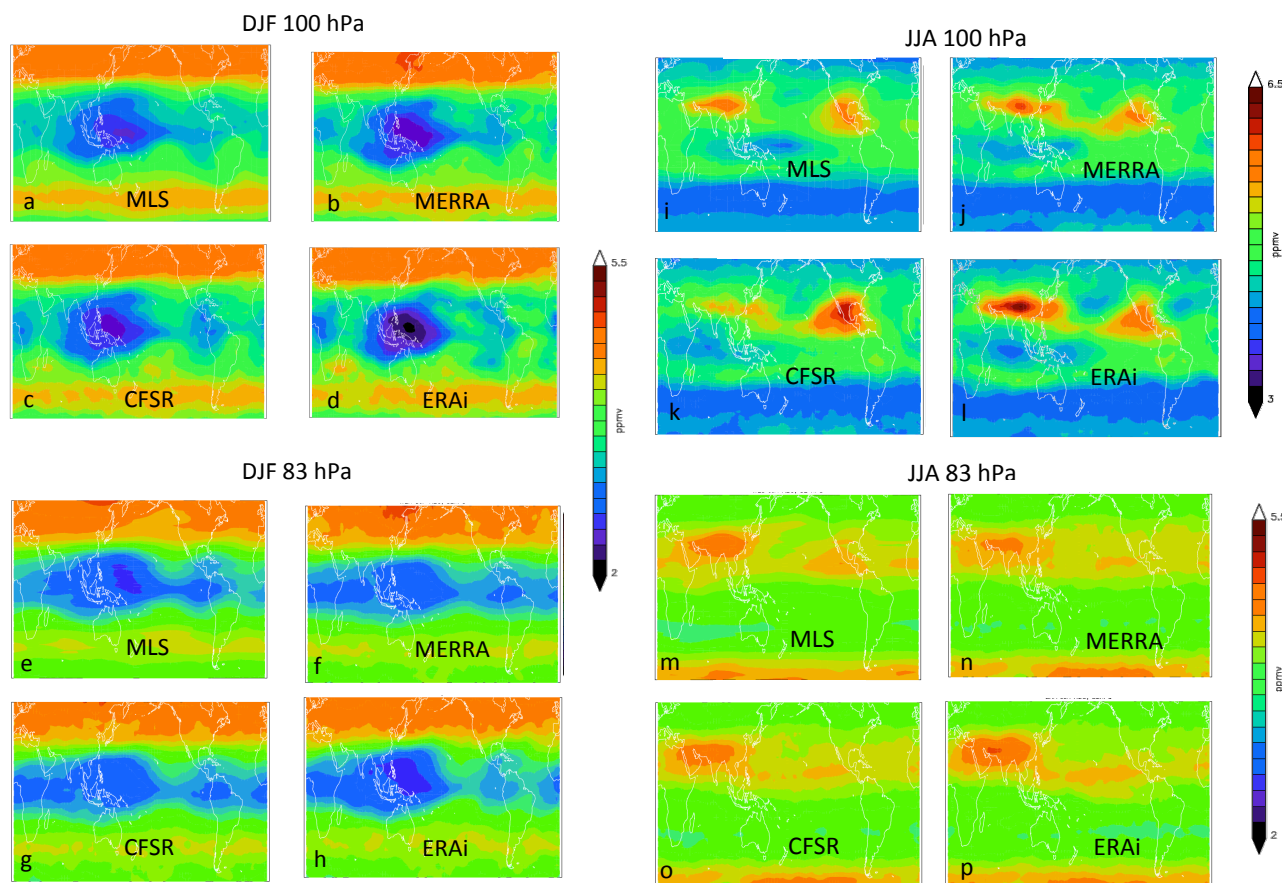 DJF 100 hPa
MLS
a
MERRA
b
CFSR
c
ERAi
d
5.5
ppmv
2
DJF 83 hPa
MLS
e
MERRA
f
CFSR
g
ERAi
h
JJA 100 hPa
MLS
i
MERRA
j
CFSR
k
ERAi
l
6.5
ppmv
3
JJA 83 hPa
MLS
m
MERRA
n
CFSR
o
ERAi
p
5.5
ppmv
2